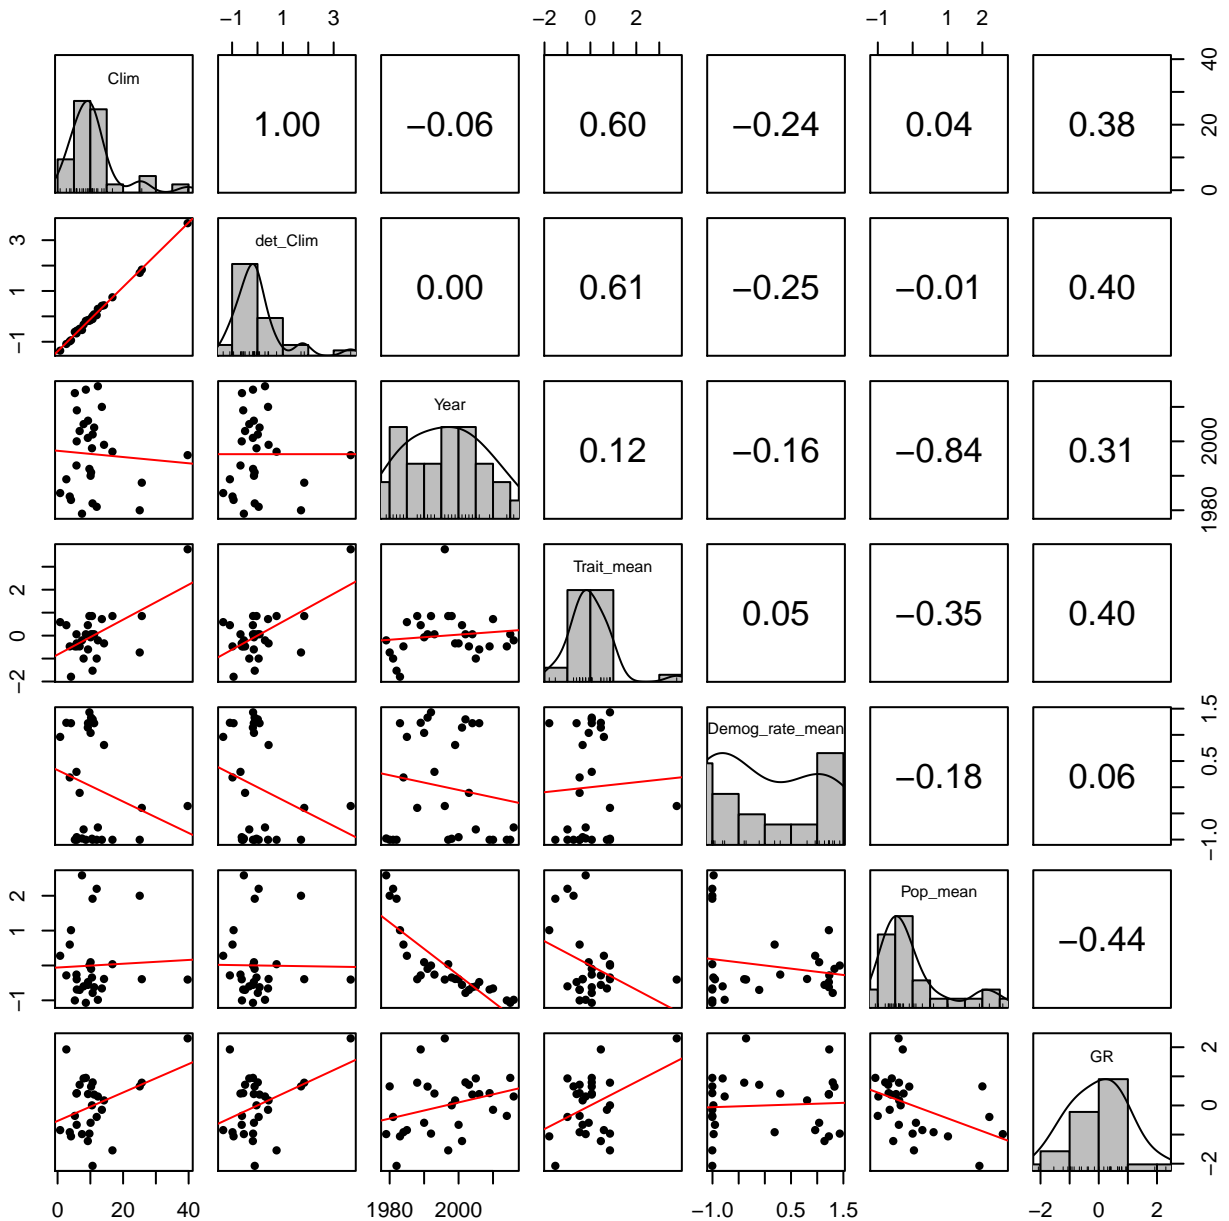 −1 1 3 −2 0 2 −1 1 2
Clim 1.00 −0.06 0.60 −0.24 0.04 0.38 0 20 40
−1 1 3 det_Clim 0.00 0.61 −0.25 −0.01 0.40
Year 0.12 −0.16 −0.84 0.31 1980 2000
−2 0 2 Trait_mean 0.05 −0.35 0.40
Demog_rate_mean −0.18 0.06 −1.0 0.5 1.5
−1 0 1 2 Pop_mean −0.44
GR −2 0 2
0 20 40 1980 2000 −1.0 0.5 1.5 −2 0 2